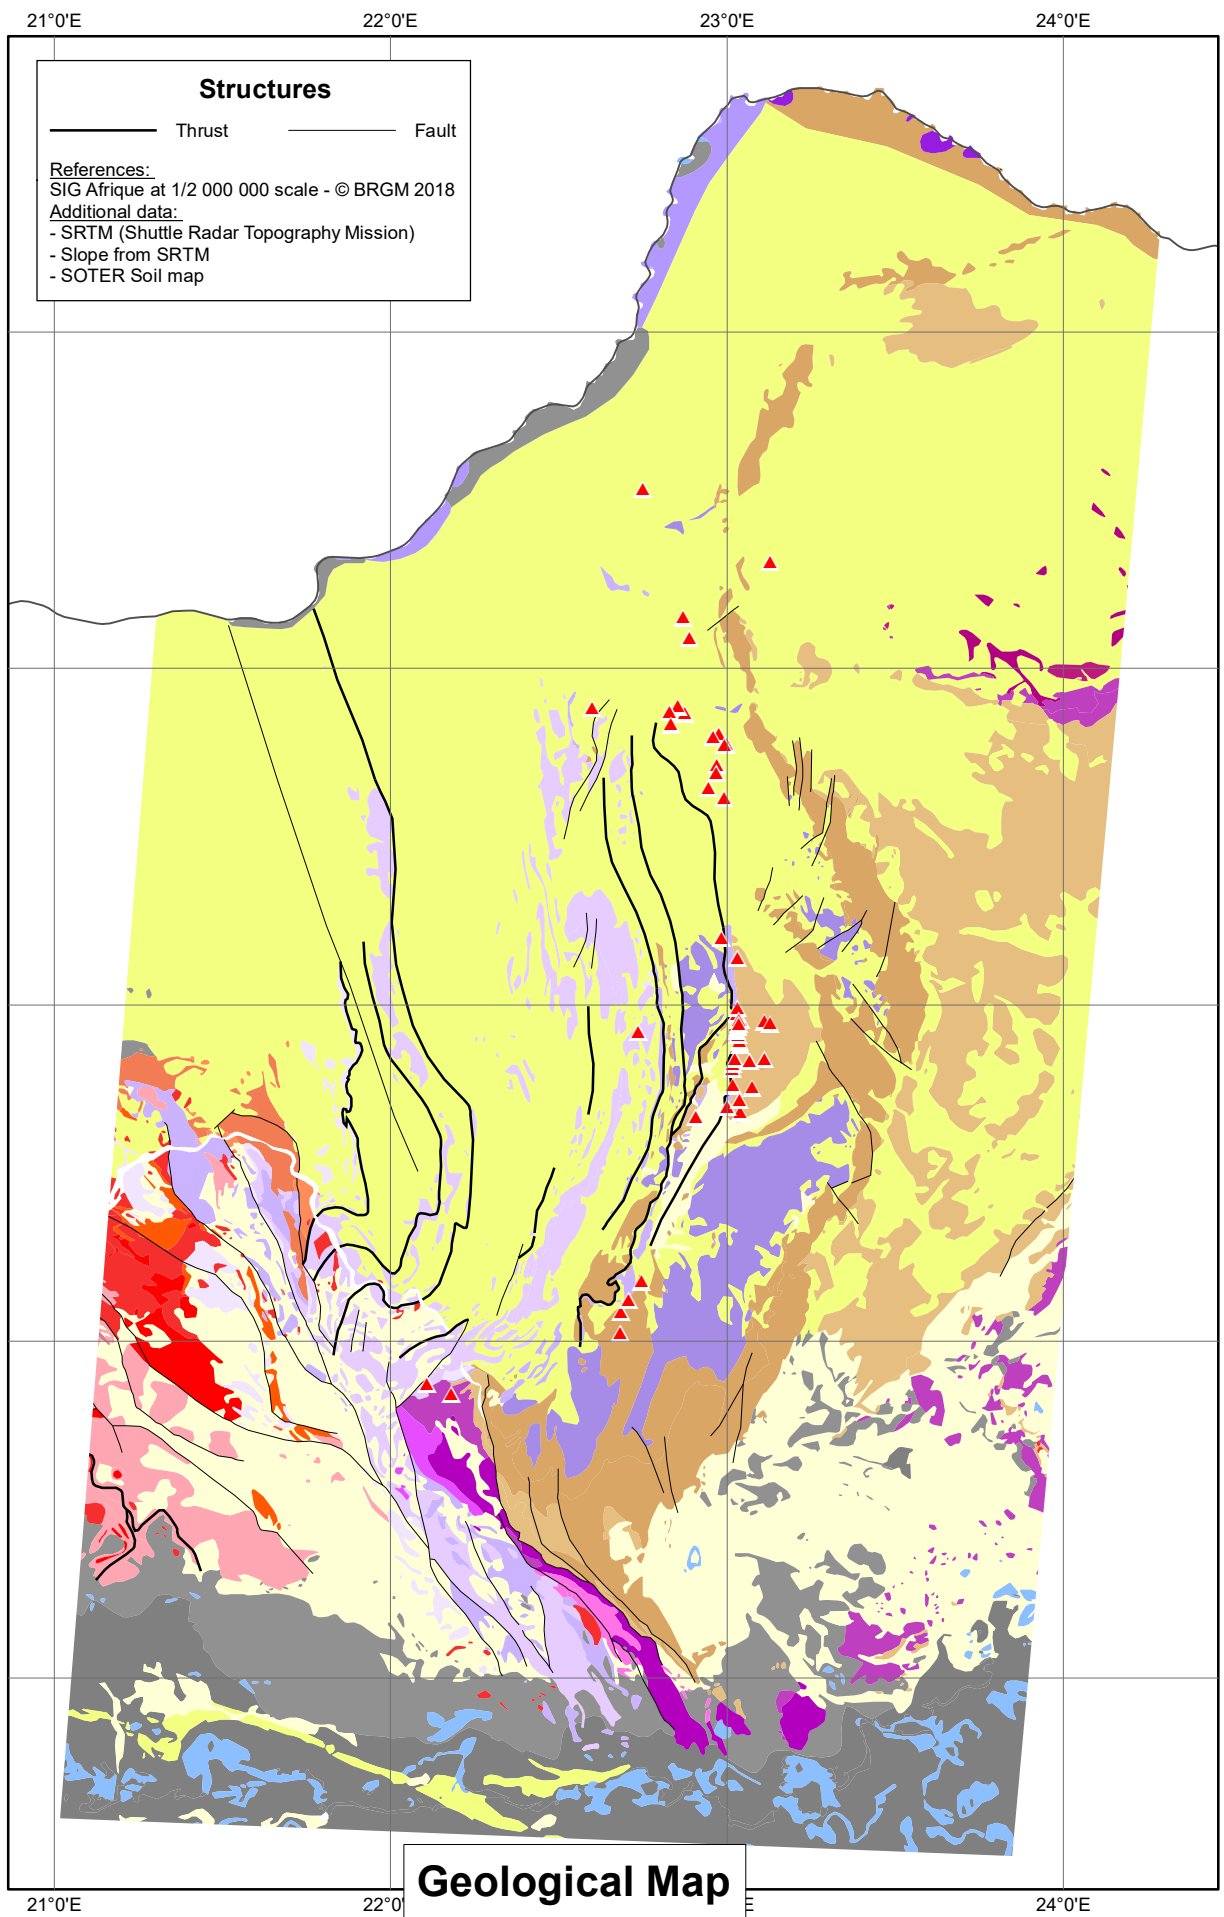 21°0'E 22°0'E 23°0'E 24°0'E
Structures
Thrust Fault
References:
SIG Afrique at 1/2 000 000 scale - © BRGM 2018
Additional data:
- SRTM (Shuttle Radar Topography Mission)
- Slope from SRTM
- SOTER Soil map
Geological Map
21°0'E 22°0' E 24°0'E